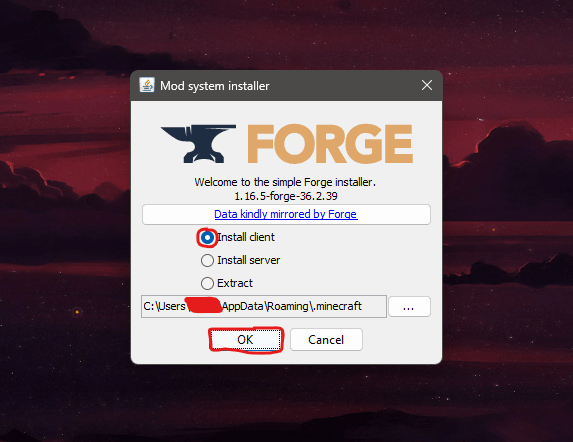 Mod system installer
FORGE
Welcome to the simple Forge installer.
1.16.5-forge-36.2.39
Data kindly mirrored by Forge
Install client
Install server
Extract
C:\Users AppData\Roaming\.minecraft
...
OK
Cancel